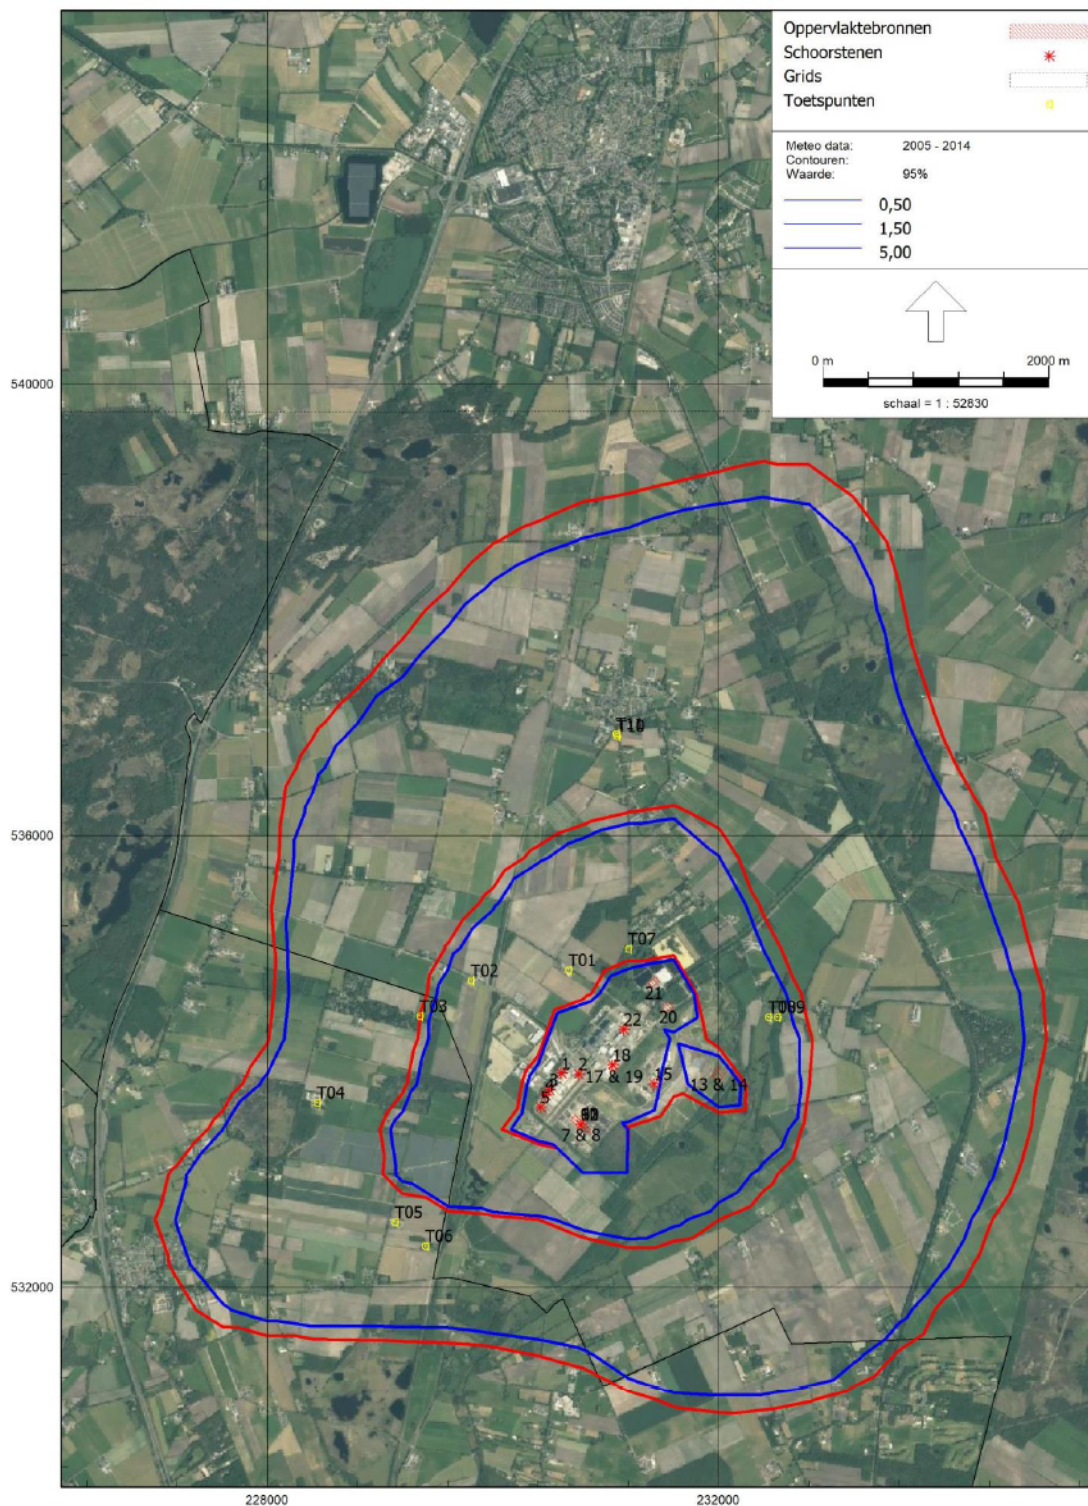 Oppervlaktebronnen
Schoorstenen
Grids
Toetspunten
Meteo data: 2005 - 2014
Contouren:
Waarde: 95%
0,50
1,50
5,00
0 m 2000 m
schaal = 1 : 52830
540000
536000
532000
228000 232000
T07
T01
T02
T03
T04
T05
T06
21
20
22
18
1 2 17 & 19 15 13 & 14
3
5
7 & 8